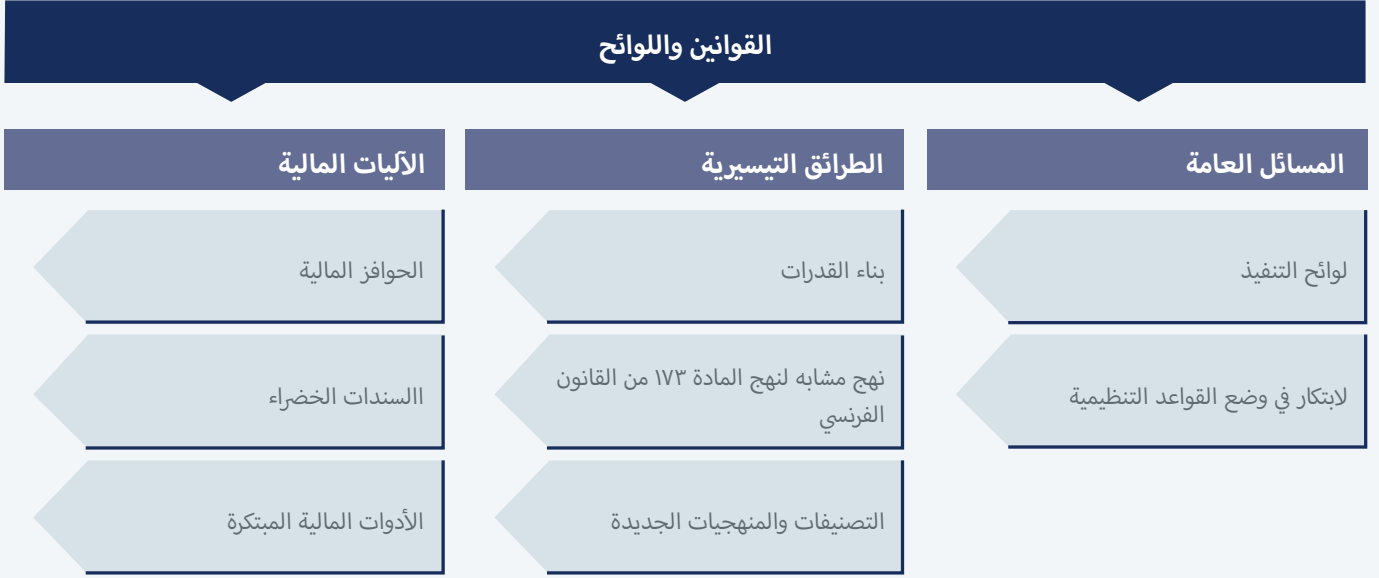 القوانين واللوائح
المسائل العامة
لوائح التنفيذ
لابتكار في وضع القواعد التنظيمية
الطرائق التيسيرية
بناء القدرات
نهج مشابه لنهج المادة ١٧٣ من القانون
الفرنسي
التصنيفات والمنهجيات الجديدة
الآليات المالية
الحوافز المالية
االسندات الخضراء
الأدوات المالية المبتكرة